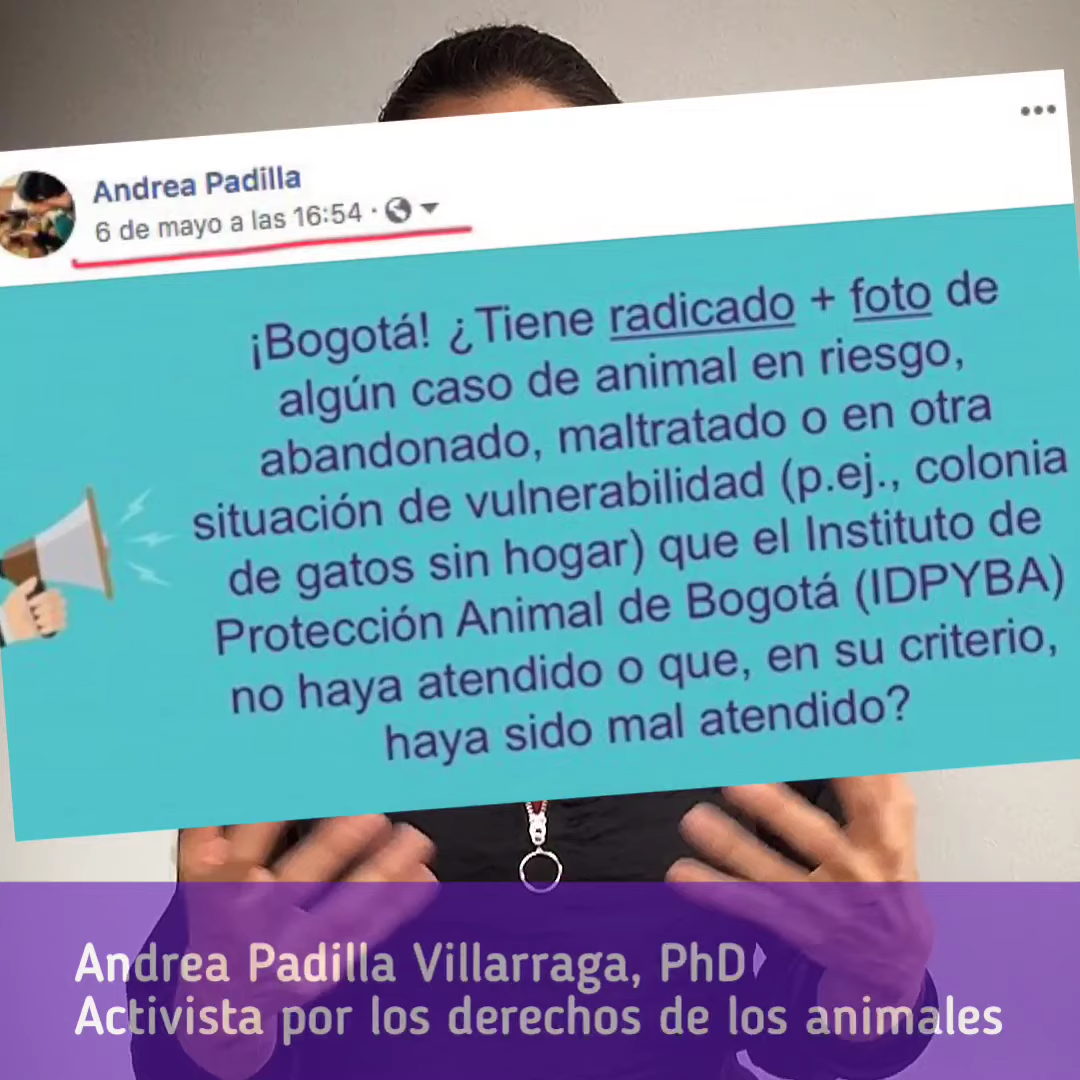 Andrea Padilla
6 de mayo a las 16:54 ·
¡Bogotá! ¿Tiene radicado + foto de
algún caso de animal en riesgo,
abandonado, maltratado o en otra
situación de vulnerabilidad (p.ej., colonia
de gatos sin hogar) que el Instituto de
Protección Animal de Bogotá (IDPYBA)
no haya atendido o que, en su criterio,
haya sido mal atendido?
Andrea Padilla Villarraga, PhD
Activista por los derechos de los animales